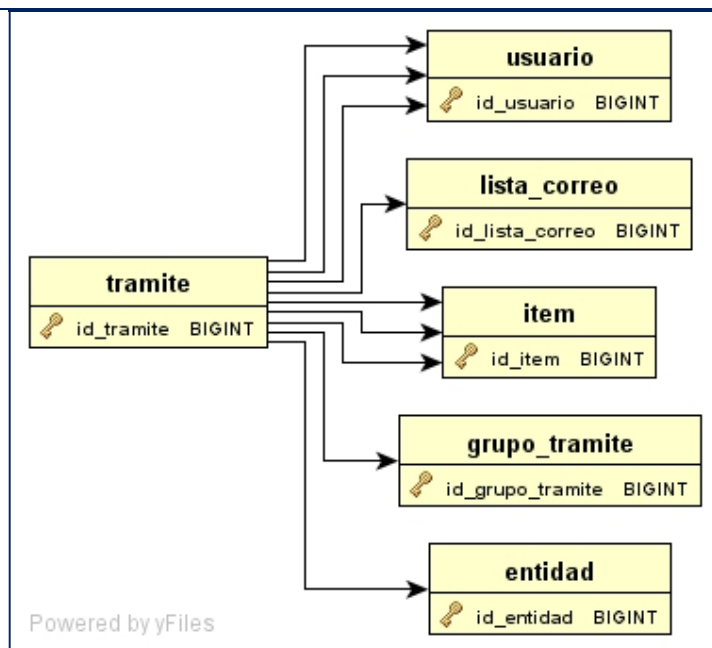 usuario
id_usuario BIGINT
lista_correo
id_lista_correo BIGINT
tramite
id_tramite BIGINT
item
id_item BIGINT
grupo_tramite
id_grupo_tramite BIGINT
entidad
id_entidad BIGINT
Powered by yFiles